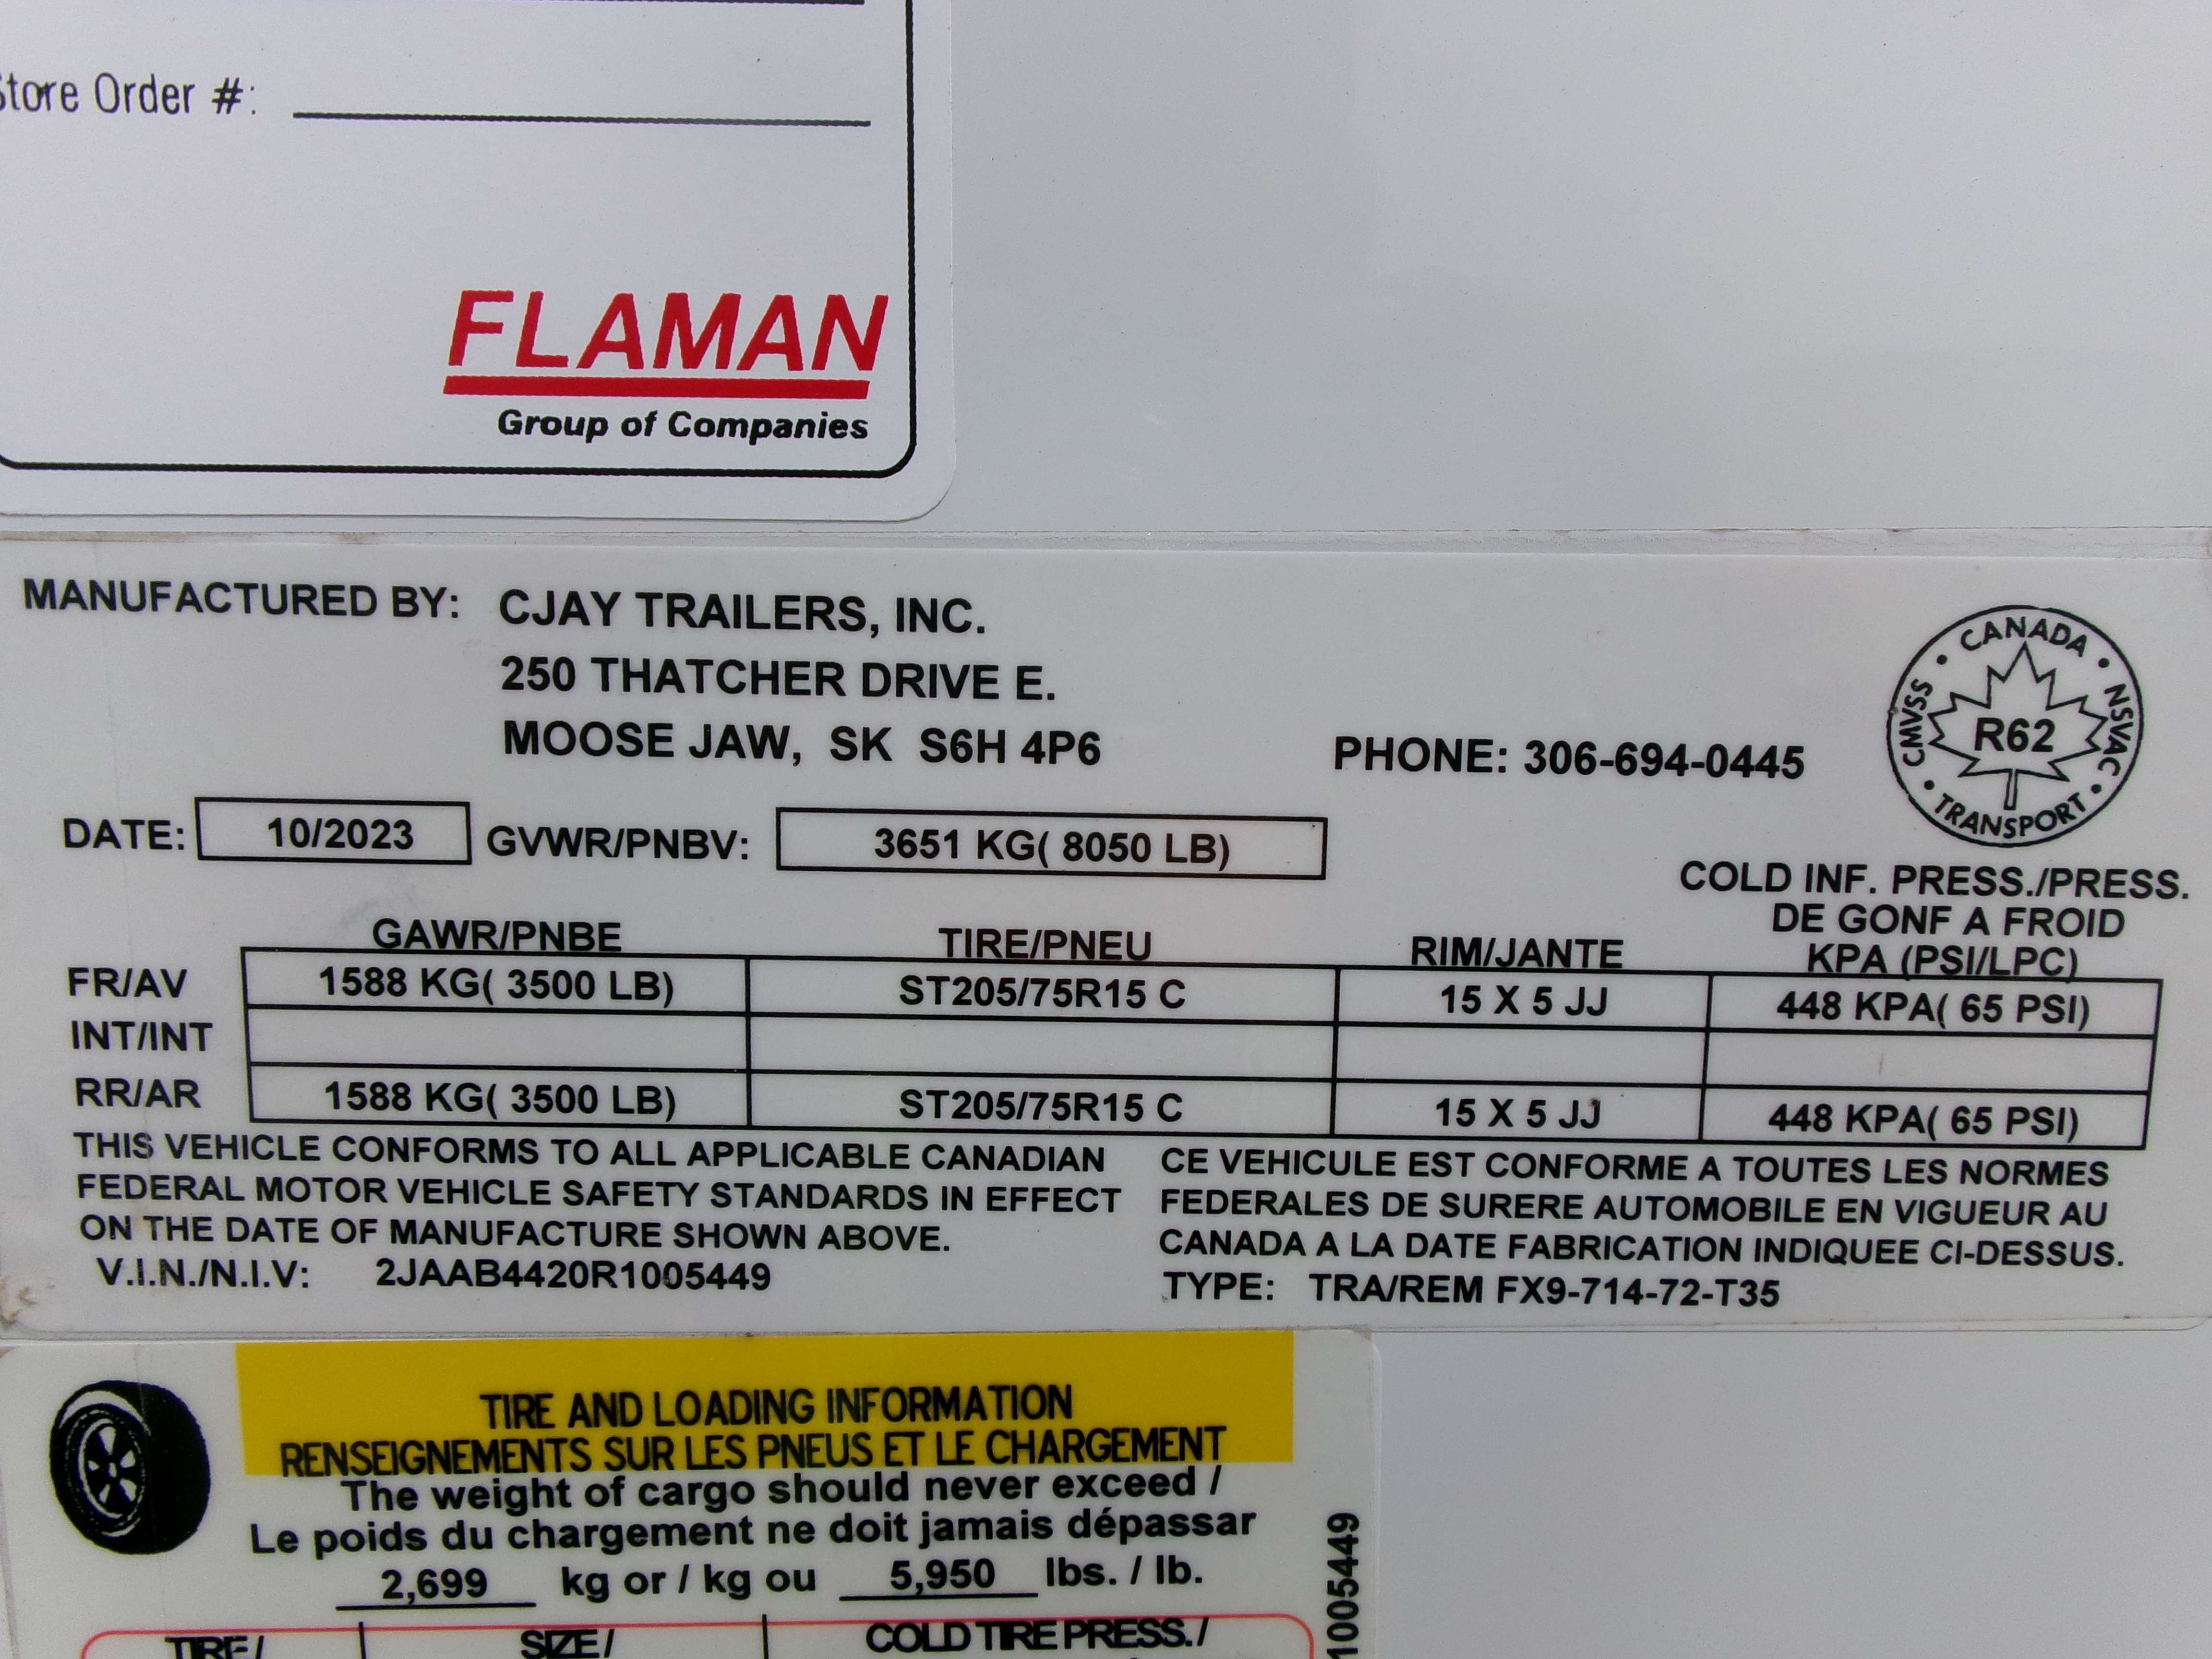 Store Order #:
FLAMAN
Group of Companies
MANUFACTURED BY: CJAY TRAILERS, INC.
250 THATCHER DRIVE E.
MOOSE JAW, SK S6H 4P6
PHONE: 306-694-0445
CANADA • NSVAC • TRANSPORT • CMVSS •
R62
DATE: 10/2023 GVWR/PNBV: 3651 KG( 8050 LB)
COLD INF. PRESS./PRESS.
DE GONF A FROID
GAWR/PNBE TIRE/PNEU RIM/JANTE KPA (PSI/LPC)
FR/AV 1588 KG( 3500 LB) ST205/75R15 C 15 X 5 JJ 448 KPA( 65 PSI)
INT/INT
RR/AR 1588 KG( 3500 LB) ST205/75R15 C 15 X 5 JJ 448 KPA( 65 PSI)
THIS VEHICLE CONFORMS TO ALL APPLICABLE CANADIAN
FEDERAL MOTOR VEHICLE SAFETY STANDARDS IN EFFECT
ON THE DATE OF MANUFACTURE SHOWN ABOVE.
V.I.N./N.I.V: 2JAAB4420R1005449
CE VEHICULE EST CONFORME A TOUTES LES NORMES
FEDERALES DE SURERE AUTOMOBILE EN VIGUEUR AU
CANADA A LA DATE FABRICATION INDIQUEE CI-DESSUS.
TYPE: TRA/REM FX9-714-72-T35
TIRE AND LOADING INFORMATION
RENSEIGNEMENTS SUR LES PNEUS ET LE CHARGEMENT
The weight of cargo should never exceed /
Le poids du chargement ne doit jamais dépassar
2,699 kg or / kg ou 5,950 lbs. / lb.
TIRE / SIZE / COLD TIRE PRESS. /
1005449